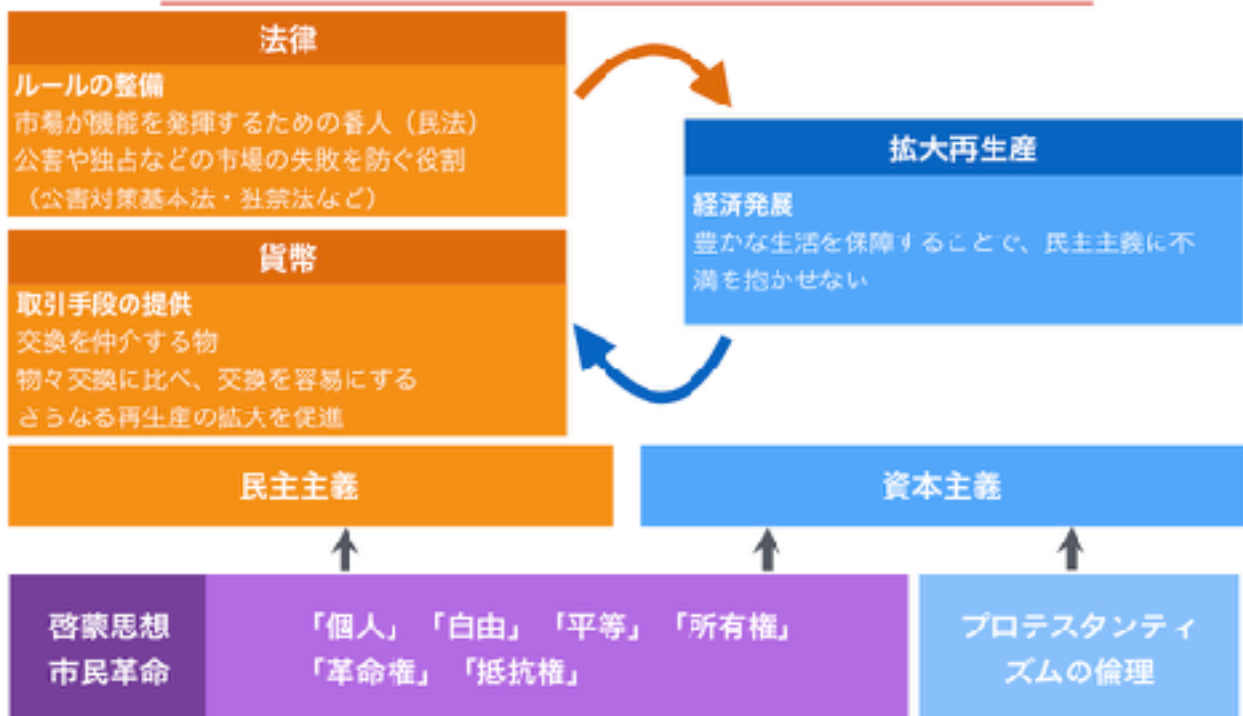 法律
ルールの整備
市場が機能を発揮するための番人（民法）
公害や独占などの市場の失敗を防ぐ役割
（公害対策基本法・独禁法など）
貨幣
取引手段の提供
交換を仲介する物
物々交換に比べ、交換を容易にする
さらなる再生産の拡大を促進
拡大再生産
経済発展
豊かな生活を保障することで、民主主義に不
満を抱かせない
民主主義
資本主義
啓蒙思想
市民革命
「個人」「自由」「平等」「所有権」
「革命権」「抵抗権」
プロテスタンティ
ズムの倫理